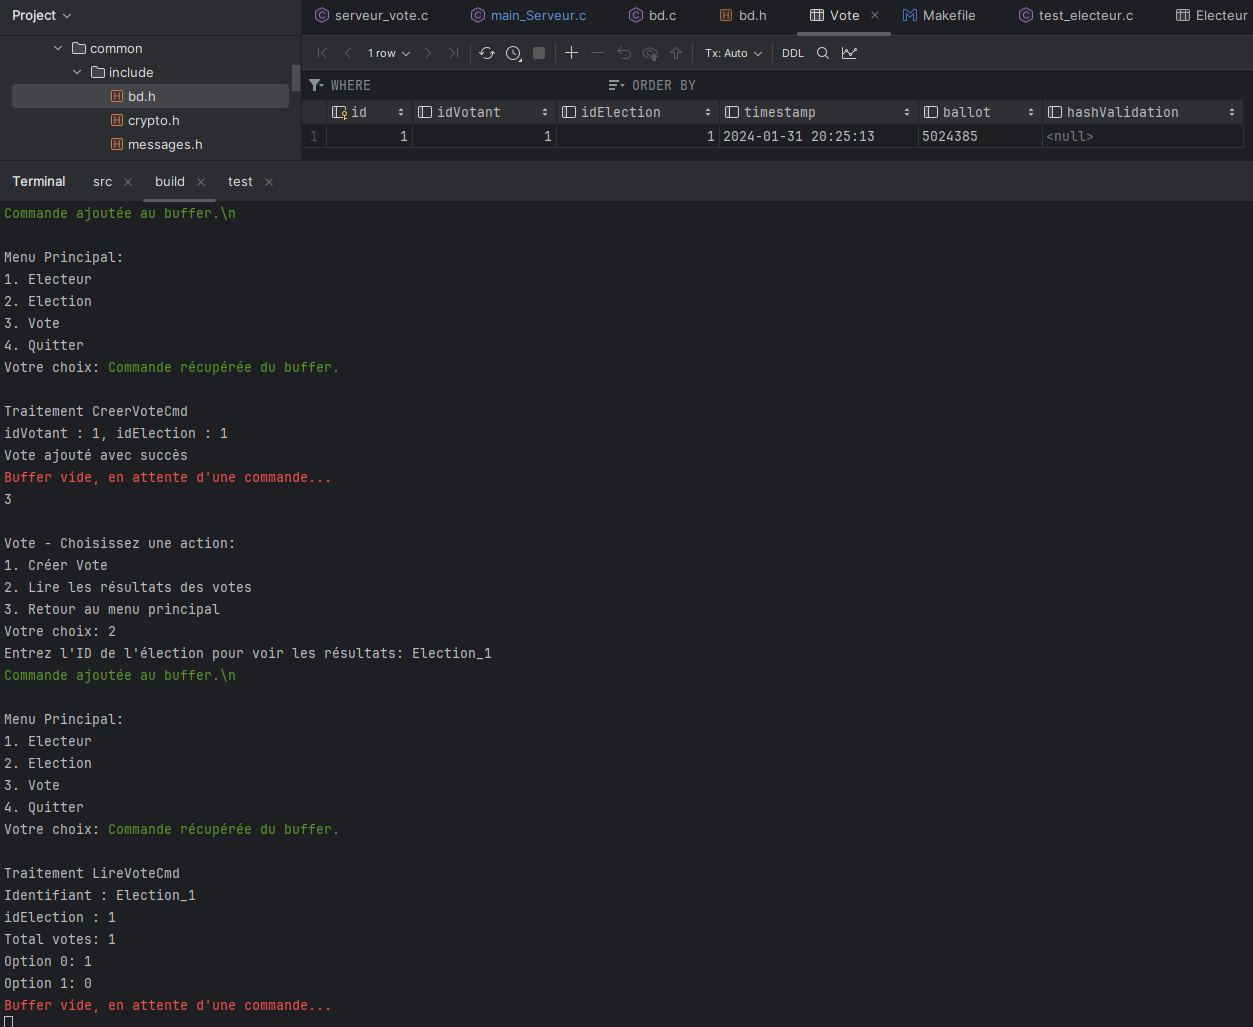 Project
serveur_vote.c main_Serveur.c bd.c bd.h Vote Makefile test_electeur.c Electeur
common
include
bd.h
crypto.h
messages.h
1 row Tx: Auto DDL
WHERE ORDER BY
id idVotant idElection timestamp ballot hashValidation
1 1 1 1 2024-01-31 20:25:13 5024385 <null>
Terminal src build test
Commande ajoutée au buffer.\n
Menu Principal:
1. Electeur
2. Election
3. Vote
4. Quitter
Votre choix: Commande récupérée du buffer.
Traitement CreerVoteCmd
idVotant : 1, idElection : 1
Vote ajouté avec succès
Buffer vide, en attente d'une commande...
3
Vote - Choisissez une action:
1. Créer Vote
2. Lire les résultats des votes
3. Retour au menu principal
Votre choix: 2
Entrez l'ID de l'élection pour voir les résultats: Election_1
Commande ajoutée au buffer.\n
Menu Principal:
1. Electeur
2. Election
3. Vote
4. Quitter
Votre choix: Commande récupérée du buffer.
Traitement LireVoteCmd
Identifiant : Election_1
idElection : 1
Total votes: 1
Option 0: 1
Option 1: 0
Buffer vide, en attente d'une commande...